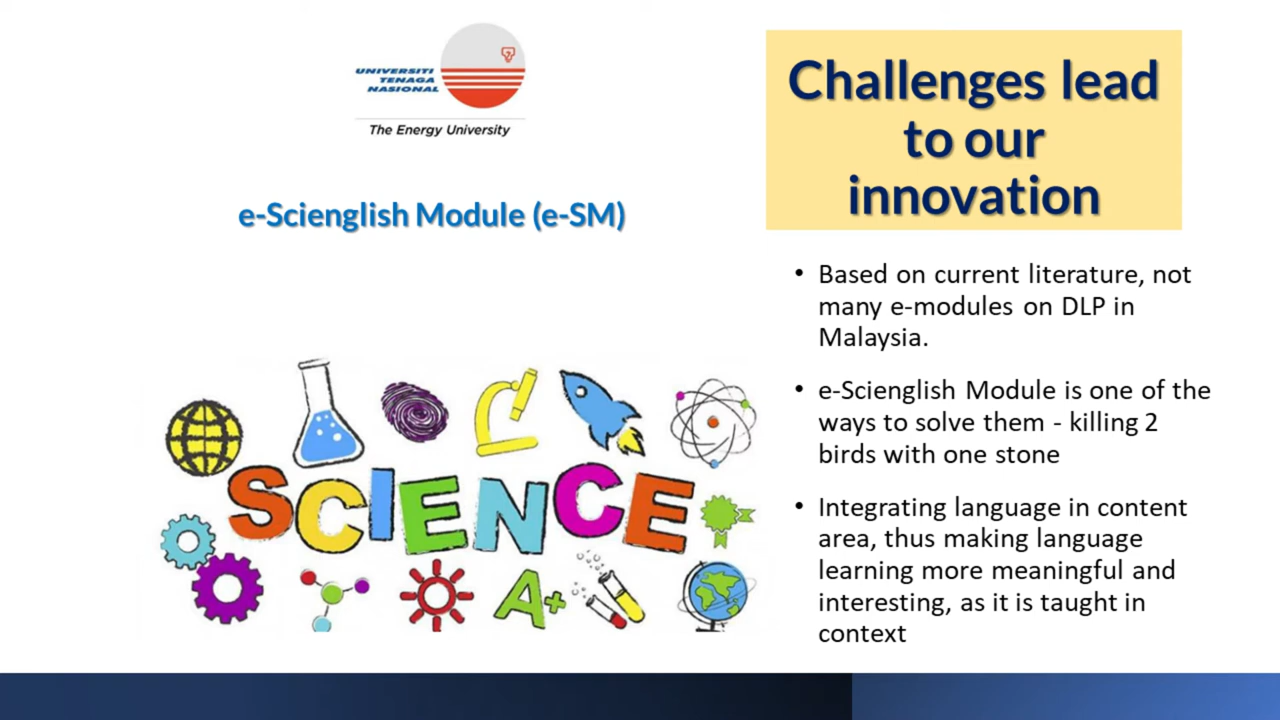 UNIVERSITI
TENAGA
NASIONAL
The Energy University
e-Scienglish Module (e-SM)
SCIENCE
A+
Challenges lead
to our
innovation
• Based on current literature, not
many e-modules on DLP in
Malaysia.
• e-Scienglish Module is one of the
ways to solve them - killing 2
birds with one stone
• Integrating language in content
area, thus making language
learning more meaningful and
interesting, as it is taught in
context